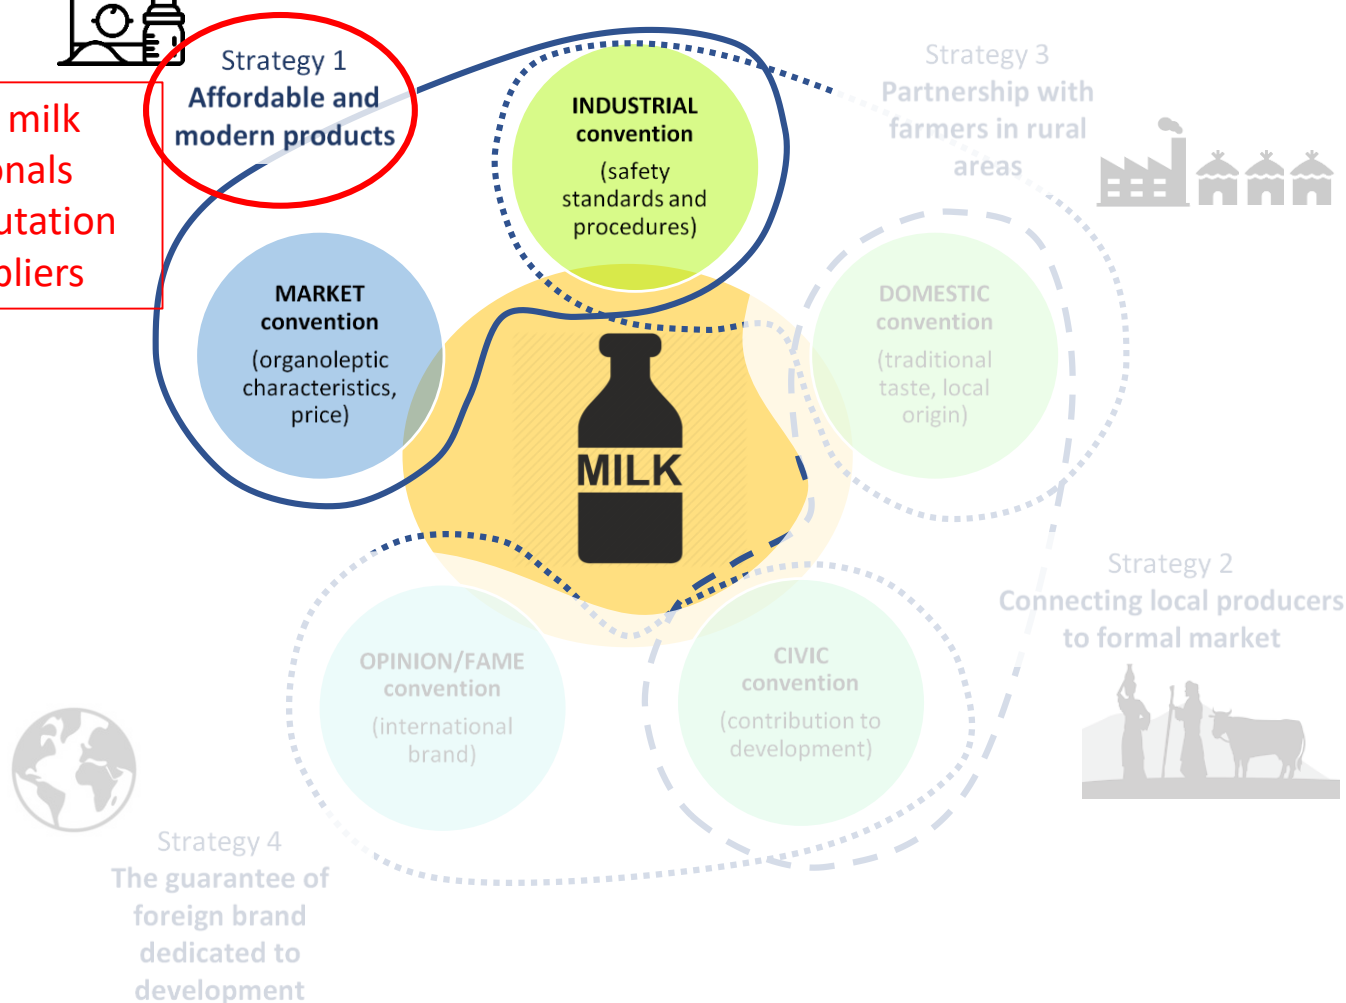 Strategy 1
Affordable and
modern products
milk
INDUSTRIAL
convention
(safety
standards and
procedures)
Strategy 3
Partnership with
farmers in rural
areas
MARKET
convention
(organoleptic
characteristics,
price)
DOMESTIC
convention
(traditional
taste, local
origin)
MILK
Strategy 2
Connecting local producers
to formal market
OPINION/FAME
convention
(international
brand)
CIVIC
convention
(contribution to
development)
Strategy 4
The guarantee of
foreign brand
dedicated to
development